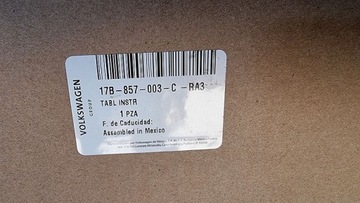 VOLKSWAGEN
GROUP
17B-857-003-C -RA3
TABL INSTR
1 PZA
F. de Caducidad:
Assembled in Mexico